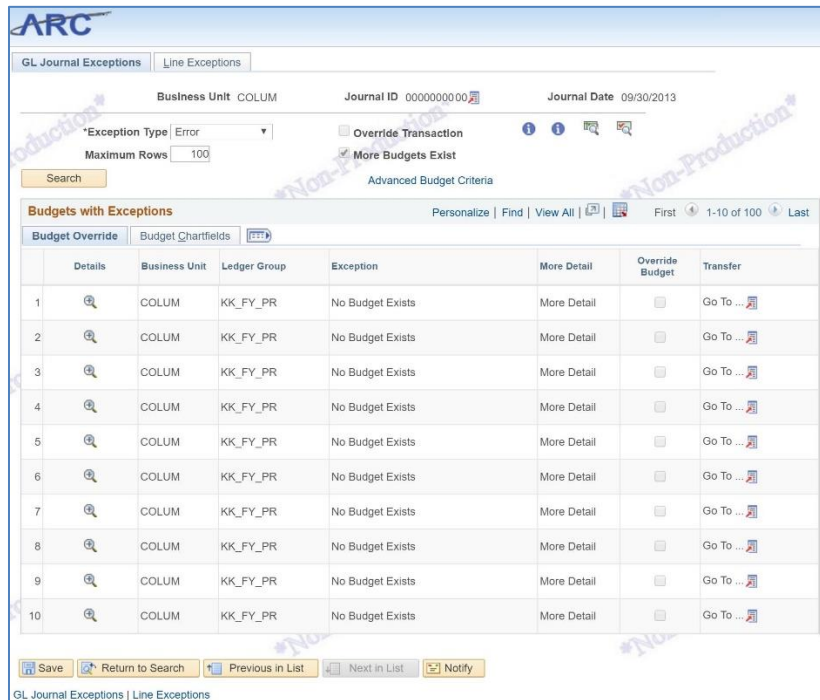 ARC
GL Journal Exceptions Line Exceptions
Business Unit COLUM Journal ID 0000000000 Journal Date 09/30/2013
*Exception Type Error Override Transaction
Maximum Rows 100 More Budgets Exist
Search Advanced Budget Criteria
Budgets with Exceptions Personalize | Find | View All | | First 1-10 of 100 Last
Budget Override Budget Chartfields
Details Business Unit Ledger Group Exception More Detail Override Budget Transfer
1 COLUM KK_FY_PR No Budget Exists More Detail Go To ...
2 COLUM KK_FY_PR No Budget Exists More Detail Go To ...
3 COLUM KK_FY_PR No Budget Exists More Detail Go To ...
4 COLUM KK_FY_PR No Budget Exists More Detail Go To ...
5 COLUM KK_FY_PR No Budget Exists More Detail Go To ...
6 COLUM KK_FY_PR No Budget Exists More Detail Go To ...
7 COLUM KK_FY_PR No Budget Exists More Detail Go To ...
8 COLUM KK_FY_PR No Budget Exists More Detail Go To ...
9 COLUM KK_FY_PR No Budget Exists More Detail Go To ...
10 COLUM KK_FY_PR No Budget Exists More Detail Go To ...
Save Return to Search Previous in List Next in List Notify
GL Journal Exceptions | Line Exceptions
*Non-Production*